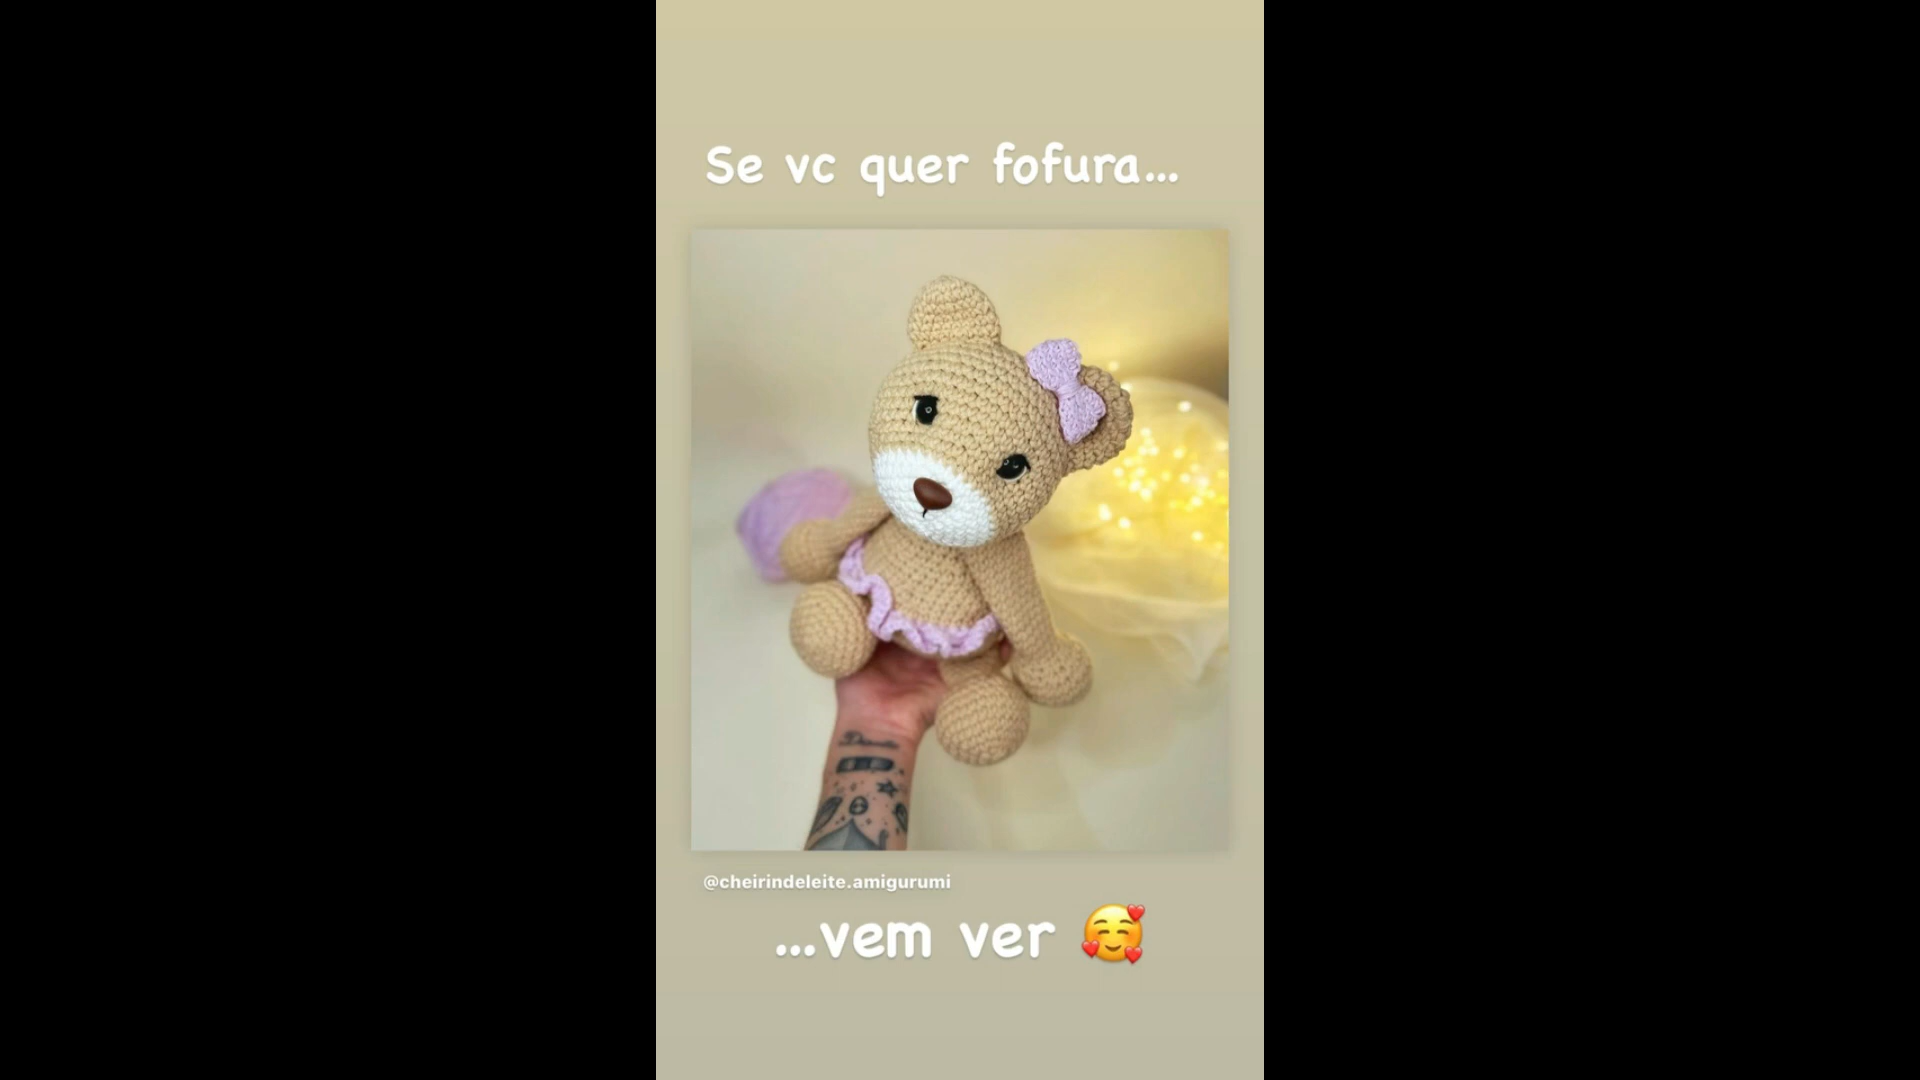 Se vc quer fofura...
@cheirindeleite.amigurumi
...vem ver 🥰